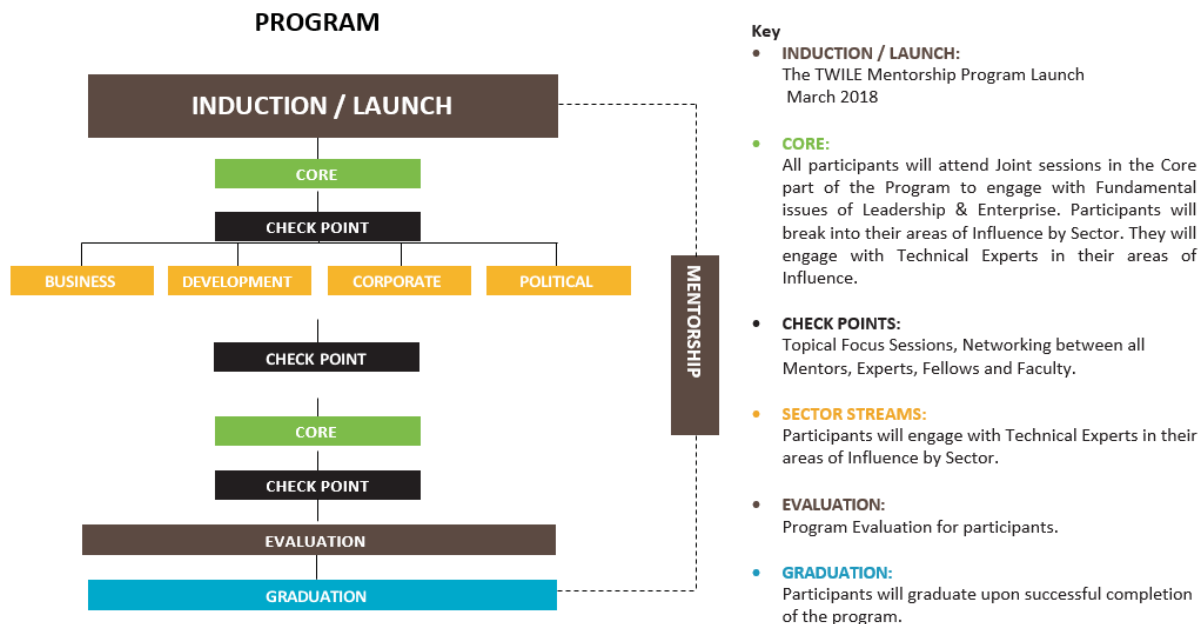 PROGRAM
INDUCTION / LAUNCH
CORE
CHECK POINT
BUSINESS
DEVELOPMENT
CORPORATE
POLITICAL
CHECK POINT
CORE
CHECK POINT
EVALUATION
GRADUATION
MENTORSHIP
Key
• INDUCTION / LAUNCH:
The TWILE Mentorship Program Launch
March 2018
• CORE:
All participants will attend Joint sessions in the Core
part of the Program to engage with Fundamental
issues of Leadership & Enterprise. Participants will
break into their areas of Influence by Sector. They will
engage with Technical Experts in their areas of
Influence.
• CHECK POINTS:
Topical Focus Sessions, Networking between all
Mentors, Experts, Fellows and Faculty.
• SECTOR STREAMS:
Participants will engage with Technical Experts in their
areas of Influence by Sector.
• EVALUATION:
Program Evaluation for participants.
• GRADUATION:
Participants will graduate upon successful completion
of the program.